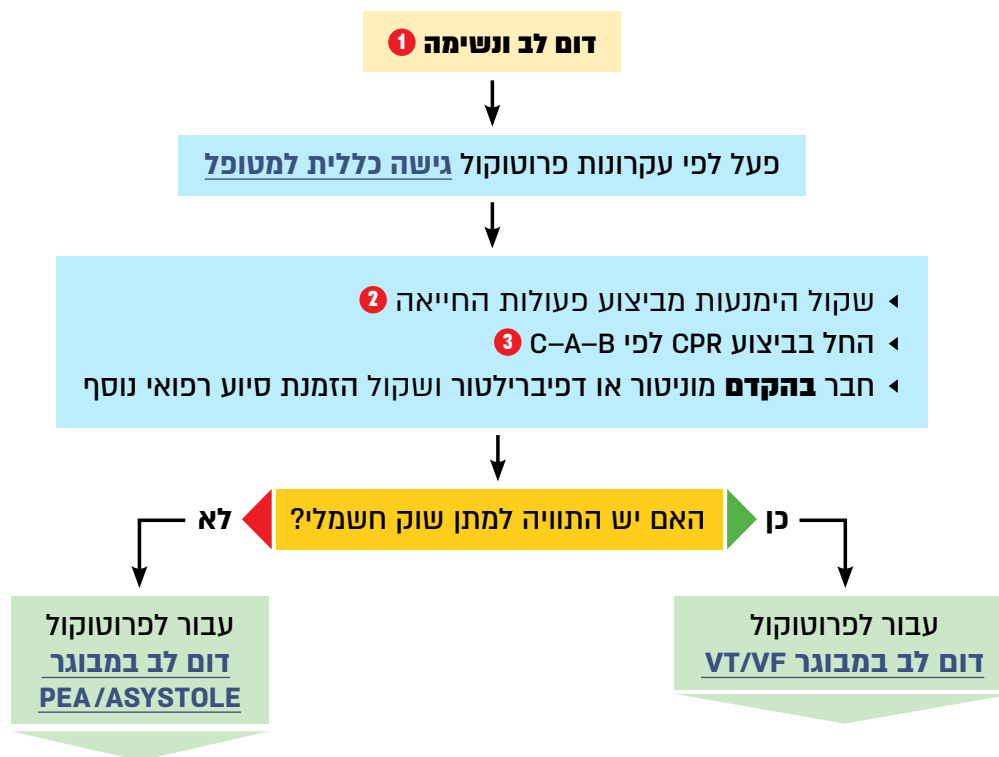 דום לב ונשימה 1
פעל לפי עקרונות פרוטוקול גישה כללית למטופל
שקול הימנעות מביצוע פעולות החייאה 2
החל בביצוע CPR לפי C–A–B 3
חבר בהקדם מוניטור או דפיברילטור ושקול הזמנת סיוע רפואי נוסף
האם יש התוויה למתן שוק חשמלי?
כן
לא
עבור לפרוטוקול
דום לב במבוגר VT/VF
עבור לפרוטוקול
דום לב במבוגר
PEA/ASYSTOLE